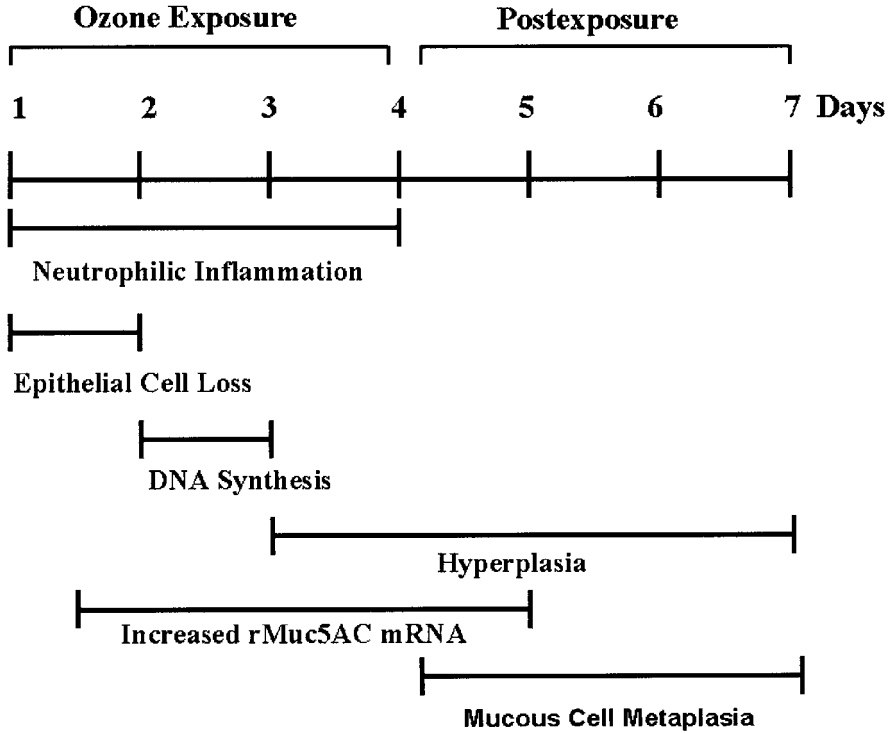 Ozone Exposure Postexposure
1 2 3 4 5 6 7 Days
Neutrophilic Inflammation
Epithelial Cell Loss
DNA Synthesis
Hyperplasia
Increased rMuc5AC mRNA
Mucous Cell Metaplasia